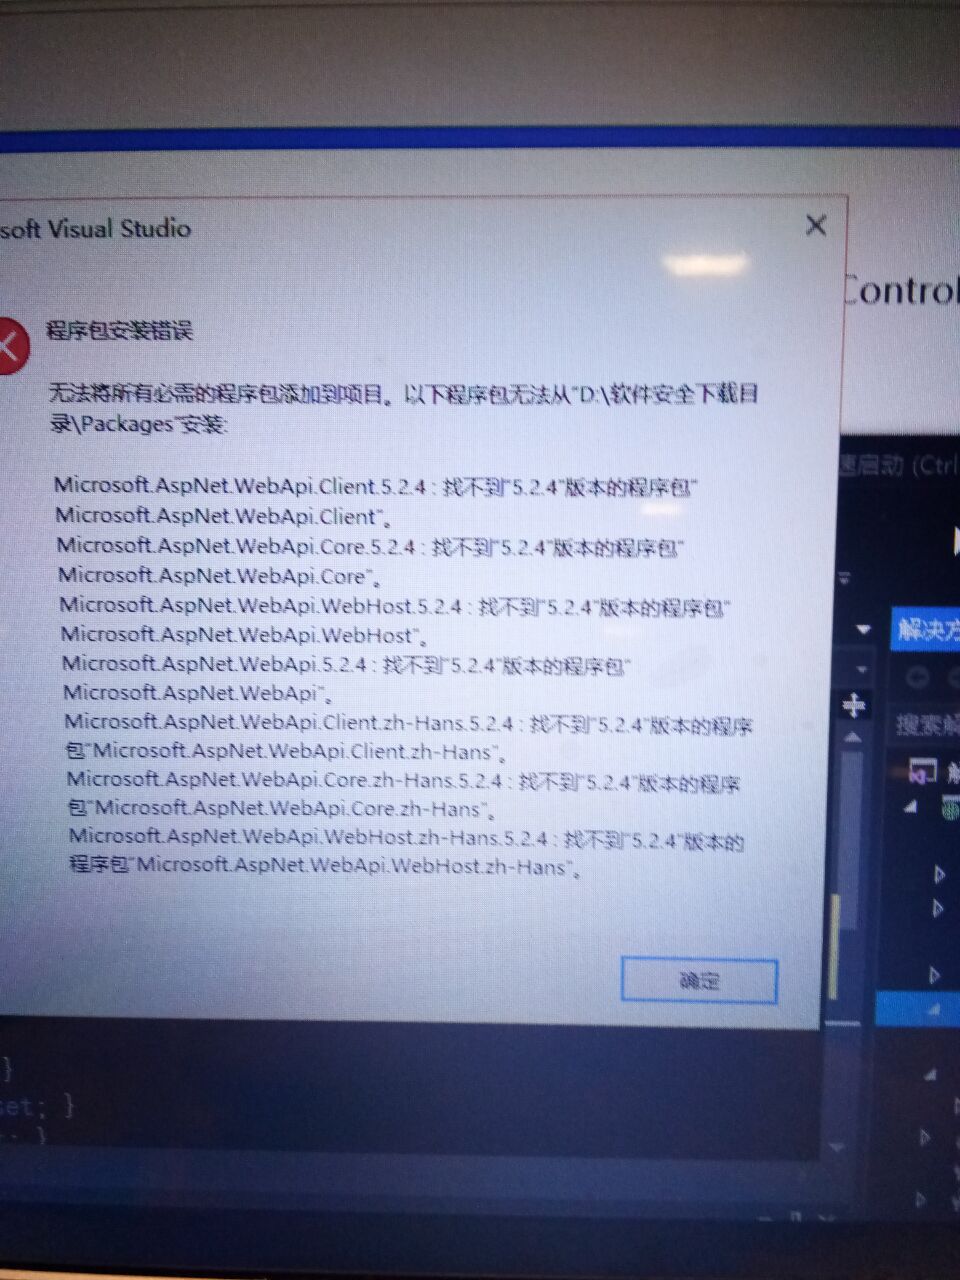 soft Visual Studio
Control
程序包安装错误
无法将所有必需的程序包添加到项目。以下程序包无法从"D:\软件安全下载目
录\Packages"安装:
速启动 (Ctrl
Microsoft.AspNet.WebApi.Client.5.2.4 : 找不到"5.2.4"版本的程序包"
Microsoft.AspNet.WebApi.Client"。
Microsoft.AspNet.WebApi.Core.5.2.4 : 找不到"5.2.4"版本的程序包"
Microsoft.AspNet.WebApi.Core"。
Microsoft.AspNet.WebApi.WebHost.5.2.4 : 找不到"5.2.4"版本的程序包"
Microsoft.AspNet.WebApi.WebHost"。
解决方
Microsoft.AspNet.WebApi.5.2.4 : 找不到"5.2.4"版本的程序包"
Microsoft.AspNet.WebApi"。
Microsoft.AspNet.WebApi.Client.zh-Hans.5.2.4 : 找不到"5.2.4"版本的程序
搜索解
包"Microsoft.AspNet.WebApi.Client.zh-Hans"。
Microsoft.AspNet.WebApi.Core.zh-Hans.5.2.4 : 找不到"5.2.4"版本的程序
包"Microsoft.AspNet.WebApi.Core.zh-Hans"。
Microsoft.AspNet.WebApi.WebHost.zh-Hans.5.2.4 : 找不到"5.2.4"版本的
程序包"Microsoft.AspNet.WebApi.WebHost.zh-Hans"。
确定
}
set; }